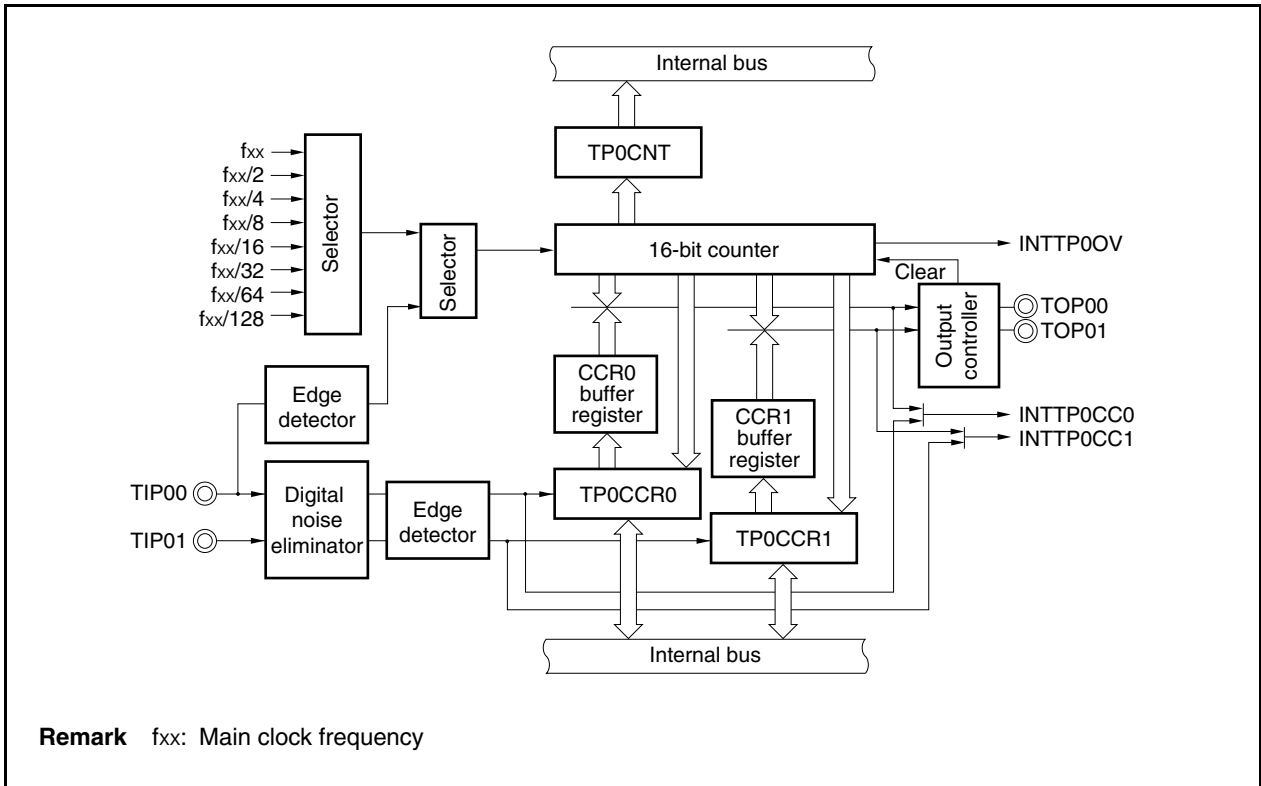 Internal bus
TP0CNT
fxx
fxx/2
fxx/4
fxx/8
fxx/16
fxx/32
fxx/64
fxx/128
Selector
Selector
16-bit counter
INTTP0OV
Clear
Output
controller
TOP00
TOP01
CCR0
buffer
register
CCR1
buffer
register
INTTP0CC0
INTTP0CC1
Edge
detector
TIP00
TIP01
Digital
noise
eliminator
Edge
detector
TP0CCR0
TP0CCR1
Internal bus
Remark fxx: Main clock frequency